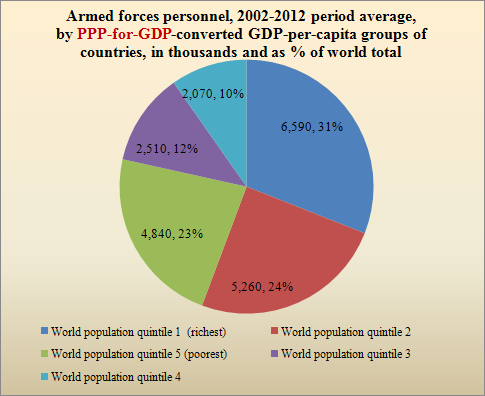 Armed forces personnel, 2002-2012 period average,
by PPP-for-GDP-converted GDP-per-capita groups of
countries, in thousands and as % of world total
2,070, 10%
6,590, 31%
2,510, 12%
4,840, 23%
5,260, 24%
World population quintile 1 (richest)
World population quintile 2
World population quintile 5 (poorest)
World population quintile 3
World population quintile 4